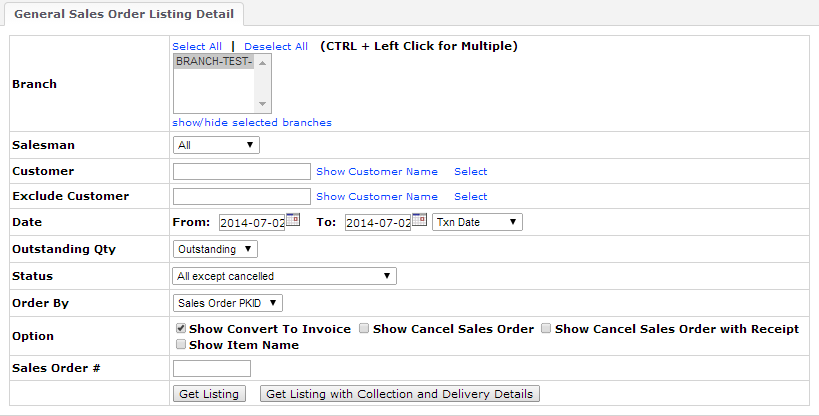 General Sales Order Listing Detail
Select All | Deselect All (CTRL + Left Click for Multiple)
Branch
BRANCH-TEST-
show/hide selected branches
Salesman All
Customer Show Customer Name Select
Exclude Customer Show Customer Name Select
Date From: 2014-07-02 To: 2014-07-02 Txn Date
Outstanding Qty Outstanding
Status All except cancelled
Order By Sales Order PKID
Option Show Convert To Invoice Show Cancel Sales Order Show Cancel Sales Order with Receipt
Show Item Name
Sales Order #
Get Listing Get Listing with Collection and Delivery Details